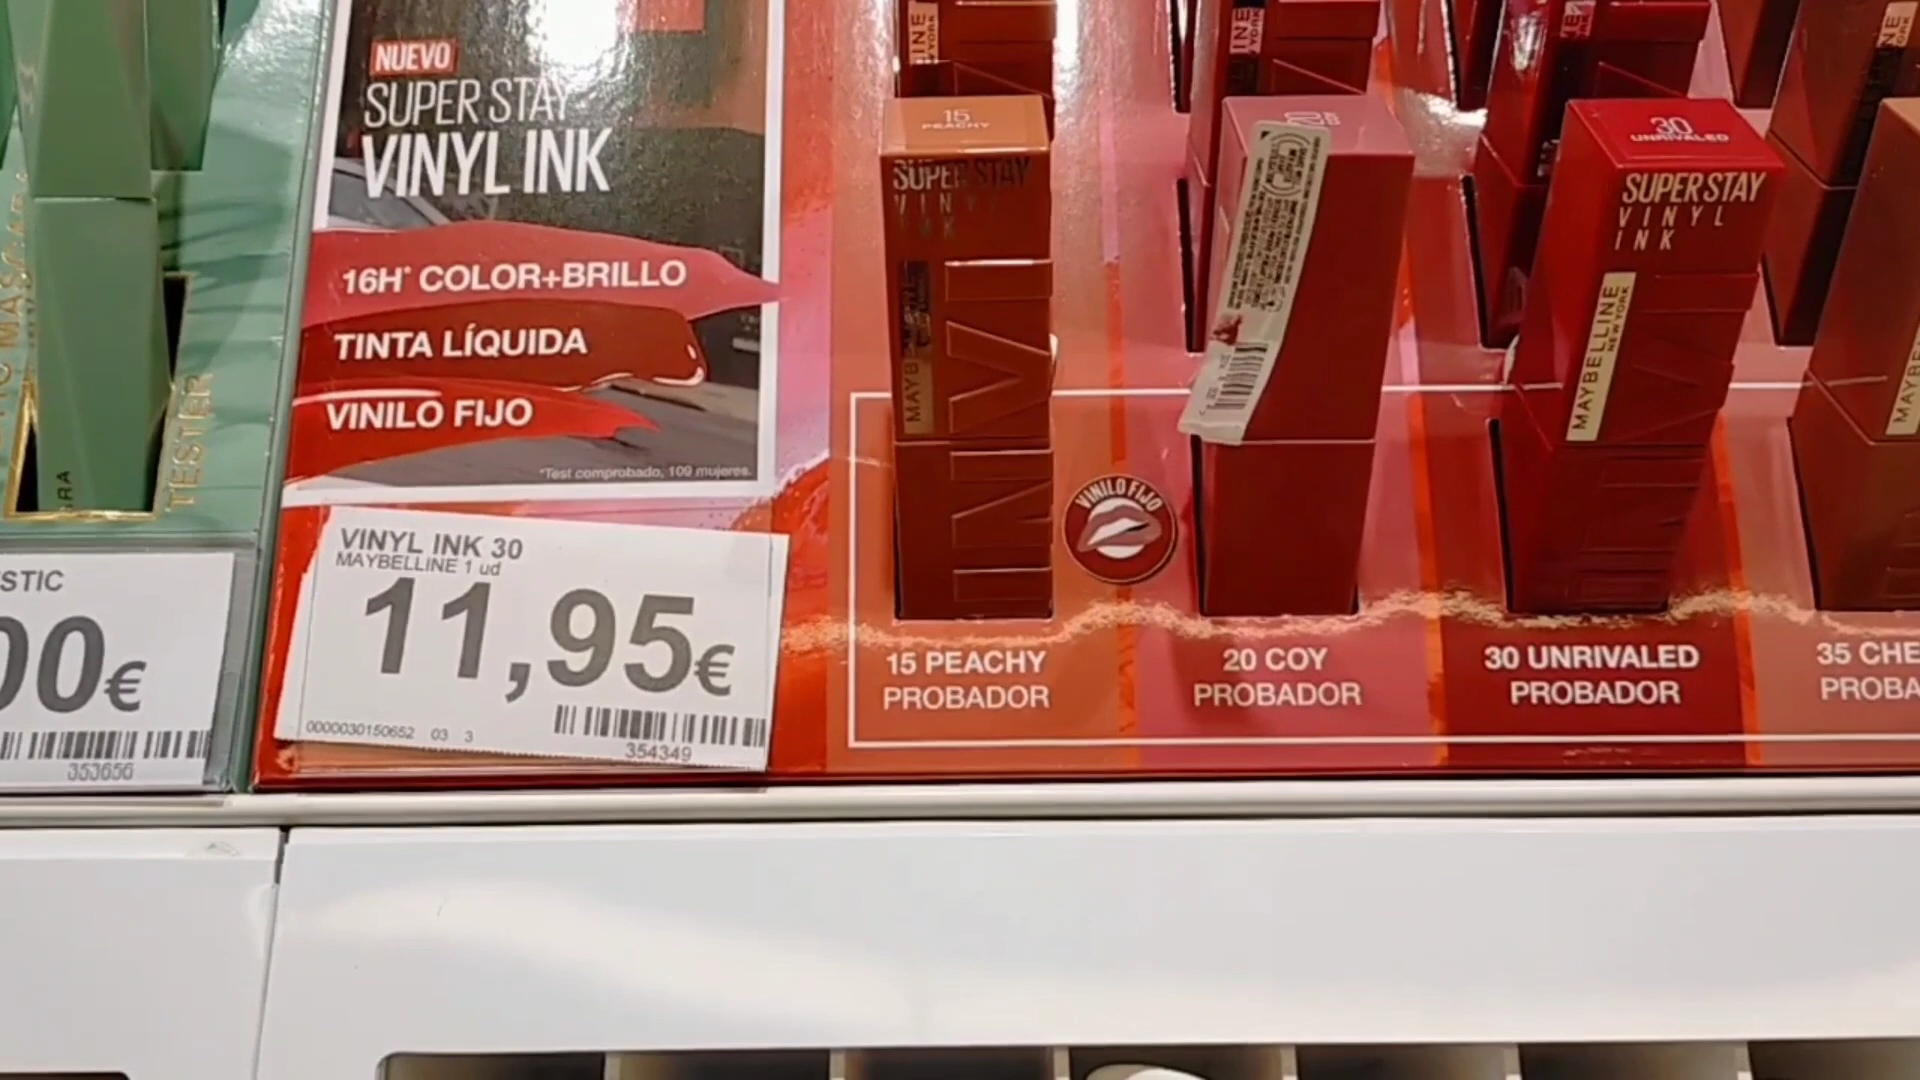 NUEVO
SUPER STAY
VINYL INK
16H* COLOR+BRILLO
TINTA LÍQUIDA
VINILO FIJO
*Test comprobado, 109 mujeres.
VINYL INK 30
MAYBELLINE 1 ud
11,95€
0000030150652 03 3
354349
STIC
00€
353656
TESTER
15
PEACHY
SUPER STAY
VINYL
INK
MAYBELLINE
VINILO FIJO
30
UNRIVALED
SUPER STAY
VINYL
INK
MAYBELLINE
NEW YORK
15 PEACHY
PROBADOR
20 COY
PROBADOR
30 UNRIVALED
PROBADOR
35 CHE
PROBA